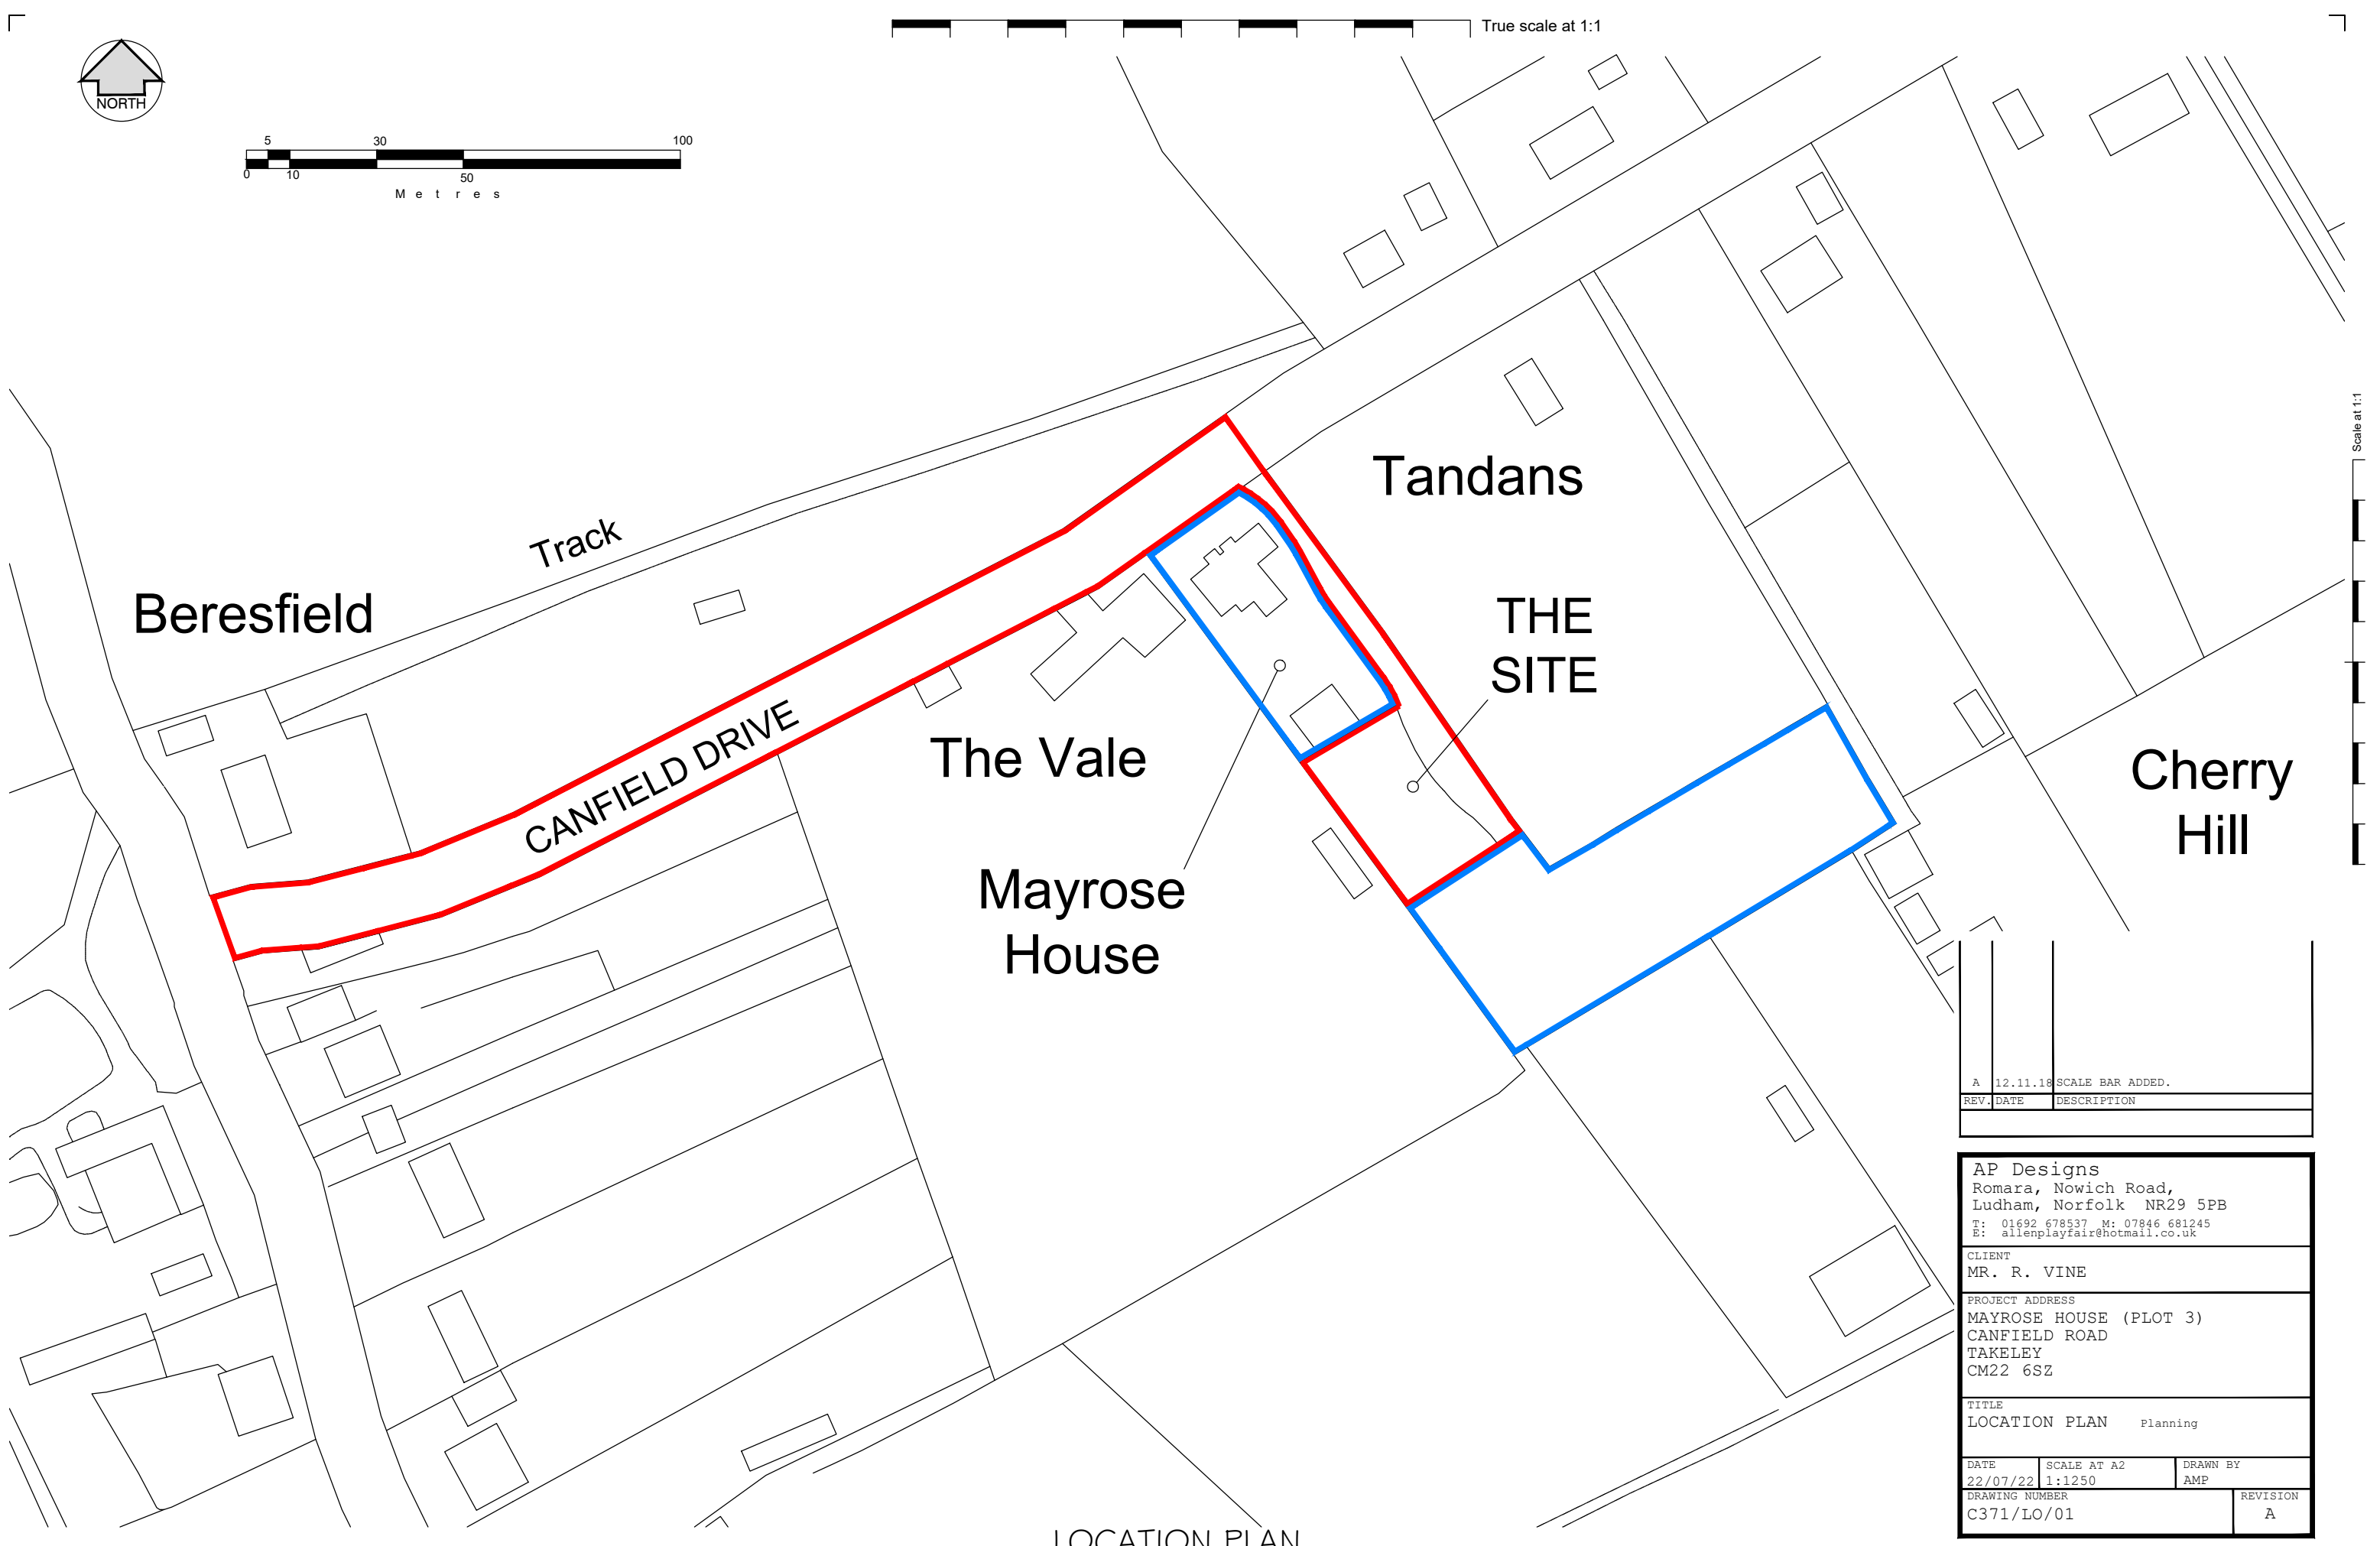 True scale at 1:1
NORTH
5 30 100
0 10 50
Metres
Scale at 1:1
Tandans
Track
Beresfield
THE
SITE
CANFIELD DRIVE
The Vale
Cherry
Hill
Mayrose
House
A 12.11.18 SCALE BAR ADDED.
REV. DATE DESCRIPTION
AP Designs
Romara, Nowich Road,
Ludham, Norfolk NR29 5PB
T: 01692 678537 M: 07846 681245
E: allenplayfair@hotmail.co.uk
CLIENT
MR. R. VINE
PROJECT ADDRESS
MAYROSE HOUSE (PLOT 3)
CANFIELD ROAD
TAKELEY
CM22 6SZ
TITLE
LOCATION PLAN Planning
DATE SCALE AT A2 DRAWN BY
22/07/22 1:1250 AMP
DRAWING NUMBER REVISION
C371/LO/01 A
LOCATION PLAN